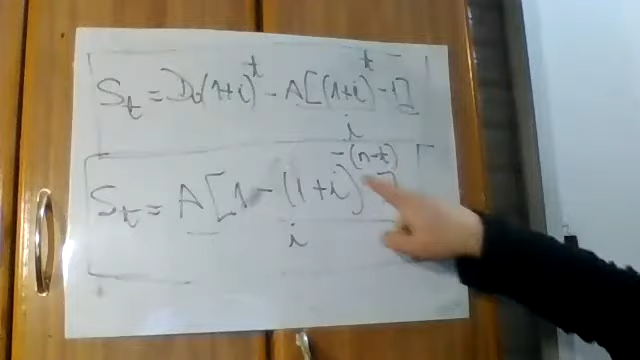 S_t = D_0(1+i)^t - A[(1+i)^t - 1]
i
S_t = A[1 - (1+i)^-(n-t)]
i